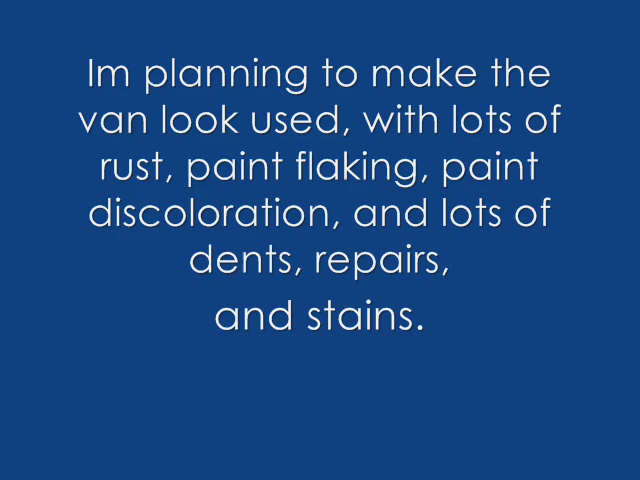 Im planning to make the
van look used, with lots of
rust, paint flaking, paint
discoloration, and lots of
dents, repairs,
and stains.